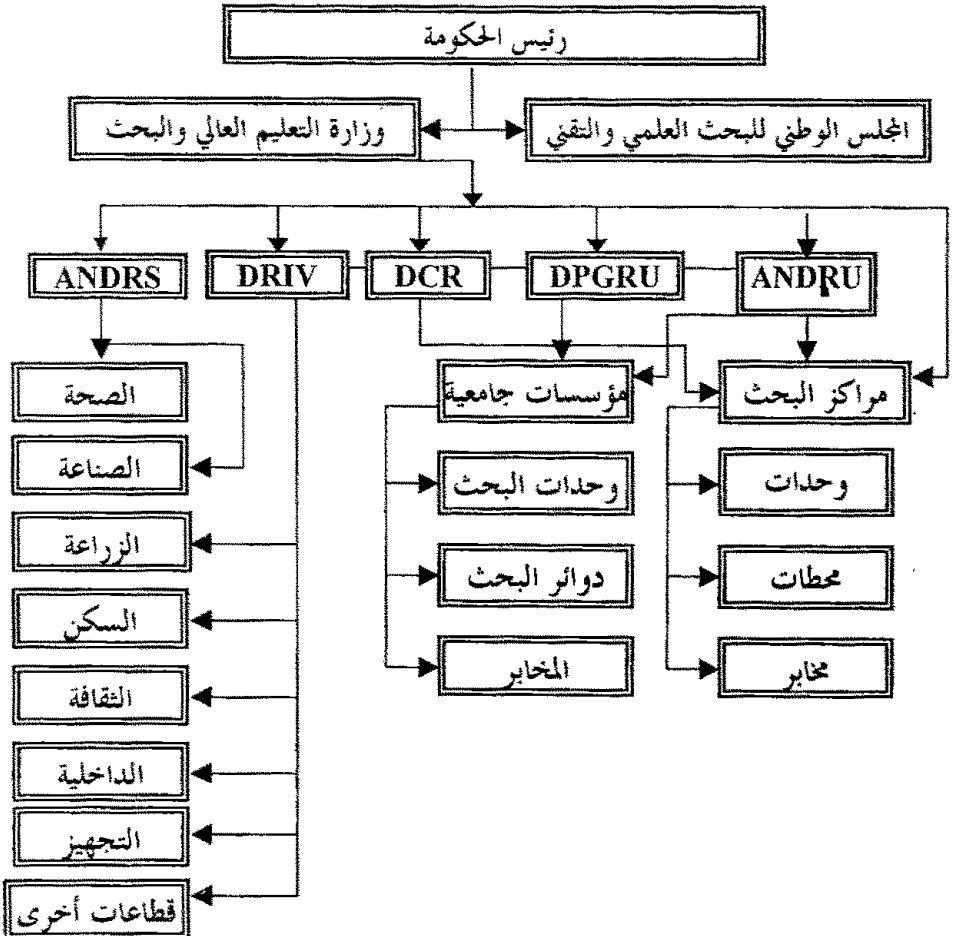 رئيس الحكومة
المجلس الوطني للبحث العلمي والتقني
وزارة التعليم العالي والبحث
ANDRS
DRIV
DCR
DPGRU
ANDRU
الصحة
مؤسسات جامعية
مراكز البحث
الصناعة
وحدات البحث
وحدات
الزراعة
دوائر البحث
محطات
السكن
المخابر
مخابر
الثقافة
الداخلية
التجهيز
قطاعات أخرى